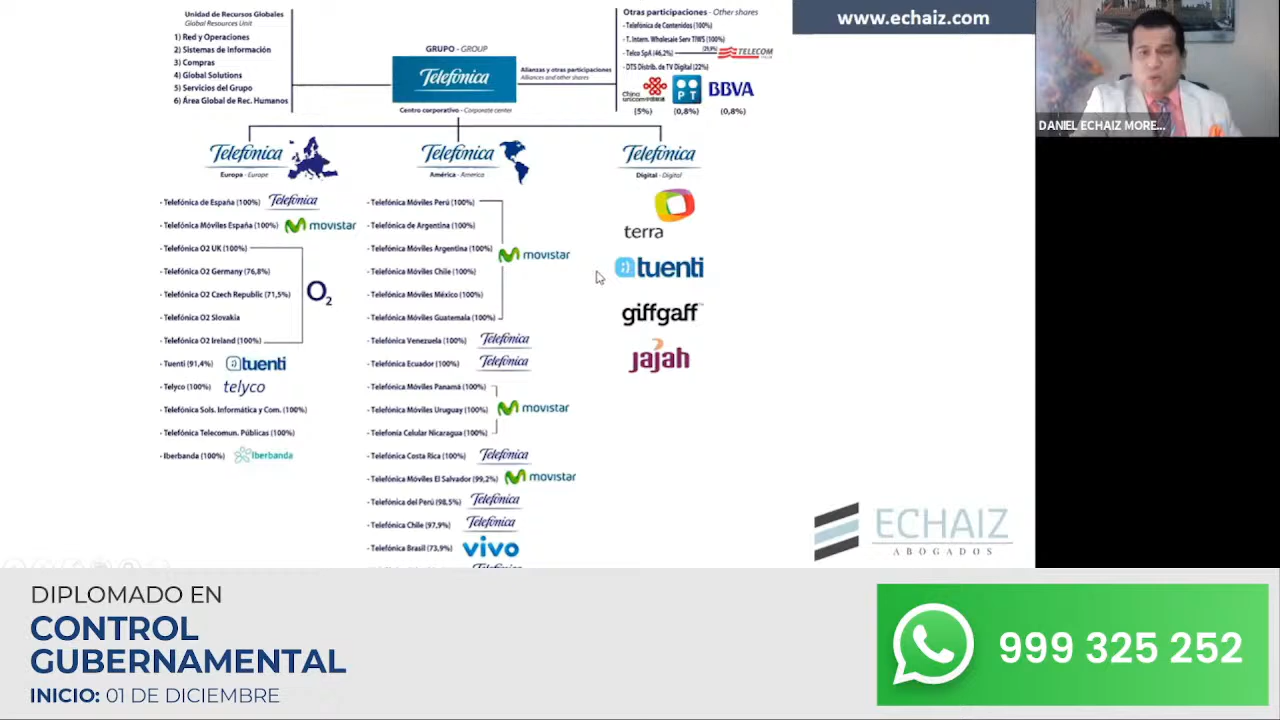 Unidad de Recursos Globales
Global Resources Unit
1) Red y Operaciones
2) Sistemas de Información
3) Compras
4) Global Solutions
5) Servicios del Grupo
6) Área Global de Rec. Humanos
GRUPO - GROUP
Telefónica
Centro corporativo - Corporate center
Alianzas y otras participaciones
Alliances and other shares
Otras participaciones - Other shares
- Telefónica de Contenidos (100%)
- T. Intern. Wholesale Serv TIWS (100%)
- Telco SpA (46,2%)
TELECOM
- DTS Distrib. de TV Digital (22%)
China
unicom
PT
BBVA
(5%) (0,8%) (0,8%)
Telefónica
Europa - Europe
Telefónica
América - America
Telefónica
Digital - Digital
- Telefónica de España (100%) Telefónica
- Telefónica Móviles España (100%) movistar
- Telefónica O2 UK (100%)
- Telefónica O2 Germany (76,8%)
- Telefónica O2 Czech Republic (71,5%)
- Telefónica O2 Slovakia
- Telefónica O2 Ireland (100%)
O2
- Tuenti (91,4%) tuenti
- Telyco (100%) telyco
- Telefónica Sols. Informática y Com. (100%)
- Telefónica Telecomun. Públicas (100%)
- Iberbanda (100%) Iberbanda
- Telefónica Móviles Perú (100%)
- Telefónica de Argentina (100%)
- Telefónica Móviles Argentina (100%)
- Telefónica Móviles Chile (100%)
- Telefónica Móviles México (100%)
- Telefónica Móviles Guatemala (100%)
movistar
- Telefónica Venezuela (100%) Telefónica
- Telefónica Ecuador (100%) Telefónica
- Telefónica Móviles Panamá (100%)
- Telefónica Móviles Uruguay (100%)
- Telefonía Celular Nicaragua (100%)
movistar
- Telefónica Costa Rica (100%) Telefónica
- Telefónica Móviles El Salvador (99,2%) movistar
- Telefónica del Perú (98,5%) Telefónica
- Telefónica Chile (97,9%) Telefónica
- Telefónica Brasil (73,9%) vivo
terra
tuenti
giffgaff
jajah
www.echaiz.com
DANIEL ECHAIZ MORE...
ECHAIZ
ABOGADOS
DIPLOMADO EN
CONTROL
GUBERNAMENTAL
INICIO: 01 DE DICIEMBRE
999 325 252